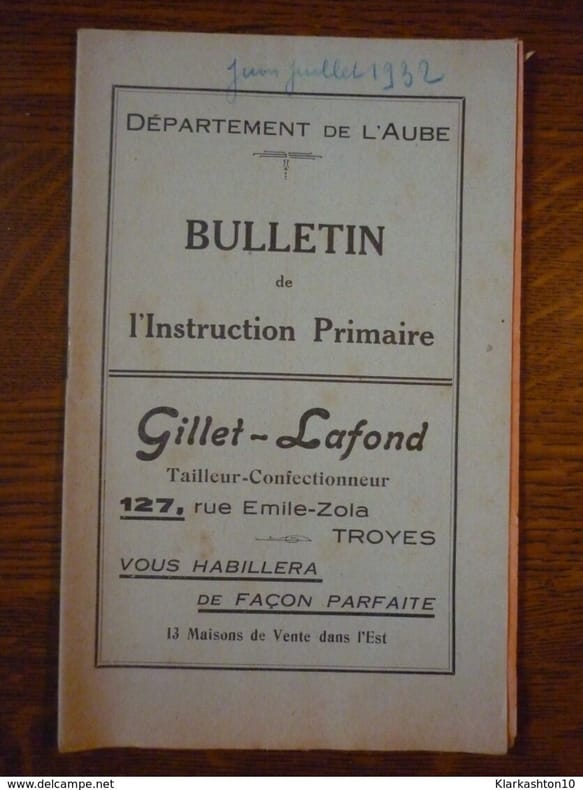 Juin Juillet 1932
DÉPARTEMENT DE L'AUBE
BULLETIN
de
l'Instruction Primaire
Gillet-Lafond
Tailleur-Confectionneur
127, rue Emile-Zola
TROYES
VOUS HABILLERA
DE FAÇON PARFAITE
13 Maisons de Vente dans l'Est
www.delcampe.net
Klarkashton10